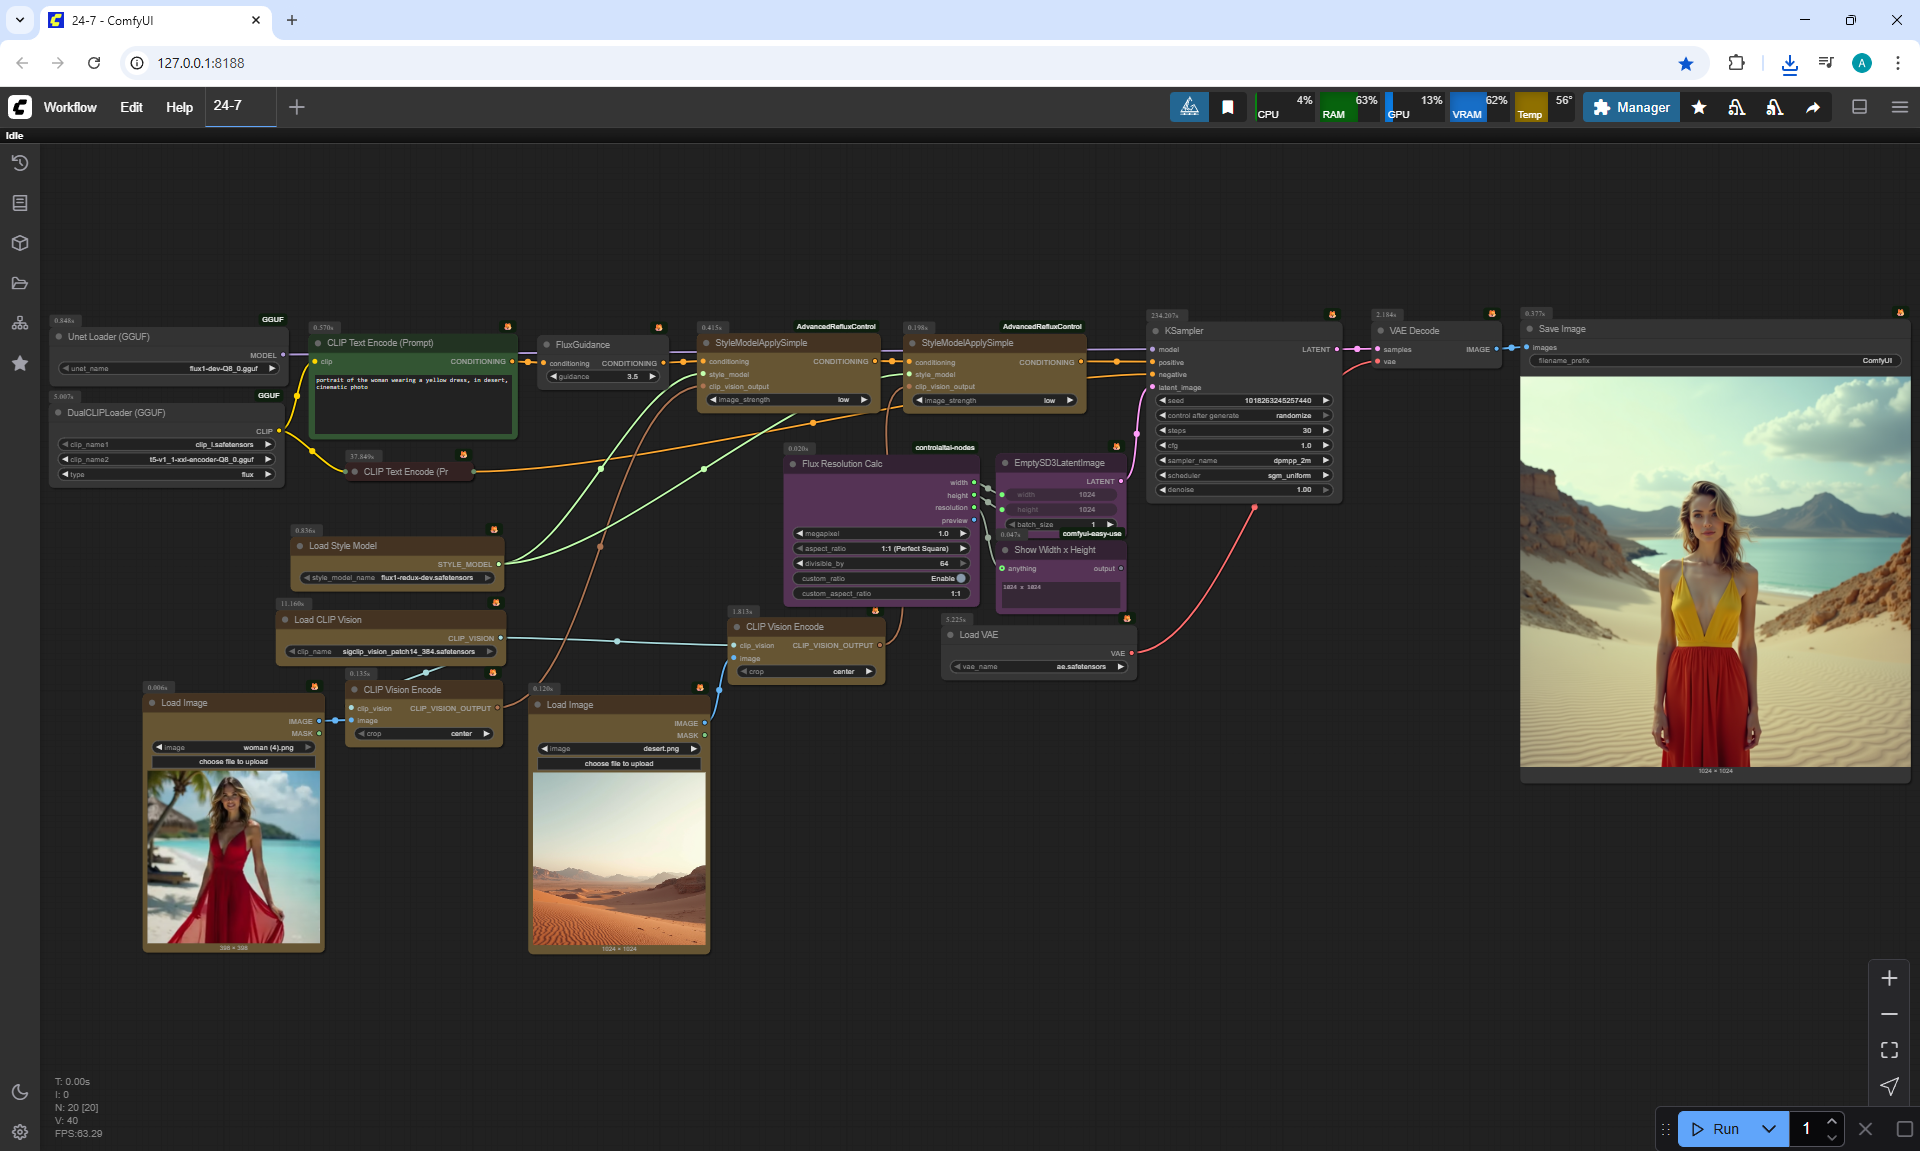 24-7 - ComfyUI
127.0.0.1:8188
A
Workflow
Edit
Help
24-7
4%
CPU
63%
RAM
13%
GPU
62%
VRAM
56°
Temp
Manager
Idle
0.848s
GGUF
Unet Loader (GGUF)
MODEL
unet_name
flux1-dev-Q8_0.gguf
5.007s
GGUF
DualCLIPLoader (GGUF)
CLIP
clip_name1
clip_l.safetensors
clip_name2
t5-v1_1-xxl-encoder-Q8_0.gguf
type
flux
0.570s
CLIP Text Encode (Prompt)
clip
CONDITIONING
portrait of the woman wearing a yellow dress, in desert,
cinematic photo
37.849s
CLIP Text Encode (Pr
FluxGuidance
conditioning
CONDITIONING
guidance
3.5
0.415s
AdvancedRefluxControl
StyleModelApplySimple
conditioning
CONDITIONING
style_model
clip_vision_output
image_strength
low
0.198s
AdvancedRefluxControl
StyleModelApplySimple
conditioning
CONDITIONING
style_model
clip_vision_output
image_strength
low
234.207s
KSampler
model
LATENT
positive
negative
latent_image
seed
1018263245257440
control after generate
randomize
steps
30
cfg
1.0
sampler_name
dpmpp_2m
scheduler
sgm_uniform
denoise
1.00
2.184s
VAE Decode
samples
IMAGE
vae
0.377s
Save Image
images
filename_prefix
ComfyUI
1024 × 1024
0.020s
controlaltai-nodes
Flux Resolution Calc
width
height
resolution
preview
megapixel
1.0
aspect_ratio
1:1 (Perfect Square)
divisible_by
64
custom_ratio
Enable
custom_aspect_ratio
1:1
EmptySD3LatentImage
LATENT
width
1024
height
1024
batch_size
1
0.047s
comfyui-easy-use
Show Width x Height
anything
output
1024 x 1024
0.836s
Load Style Model
STYLE_MODEL
style_model_name
flux1-redux-dev.safetensors
11.160s
Load CLIP Vision
CLIP_VISION
clip_name
sigclip_vision_patch14_384.safetensors
1.813s
CLIP Vision Encode
clip_vision
CLIP_VISION_OUTPUT
image
crop
center
5.225s
Load VAE
VAE
vae_name
ae.safetensors
0.135s
CLIP Vision Encode
clip_vision
CLIP_VISION_OUTPUT
image
crop
center
0.006s
Load Image
IMAGE
MASK
image
woman (4).png
choose file to upload
0.120s
Load Image
IMAGE
MASK
image
desert.png
choose file to upload
1024 × 1024
T: 0.00s
I: 0
N: 20 [20]
V: 40
FPS:63.29
Run
1